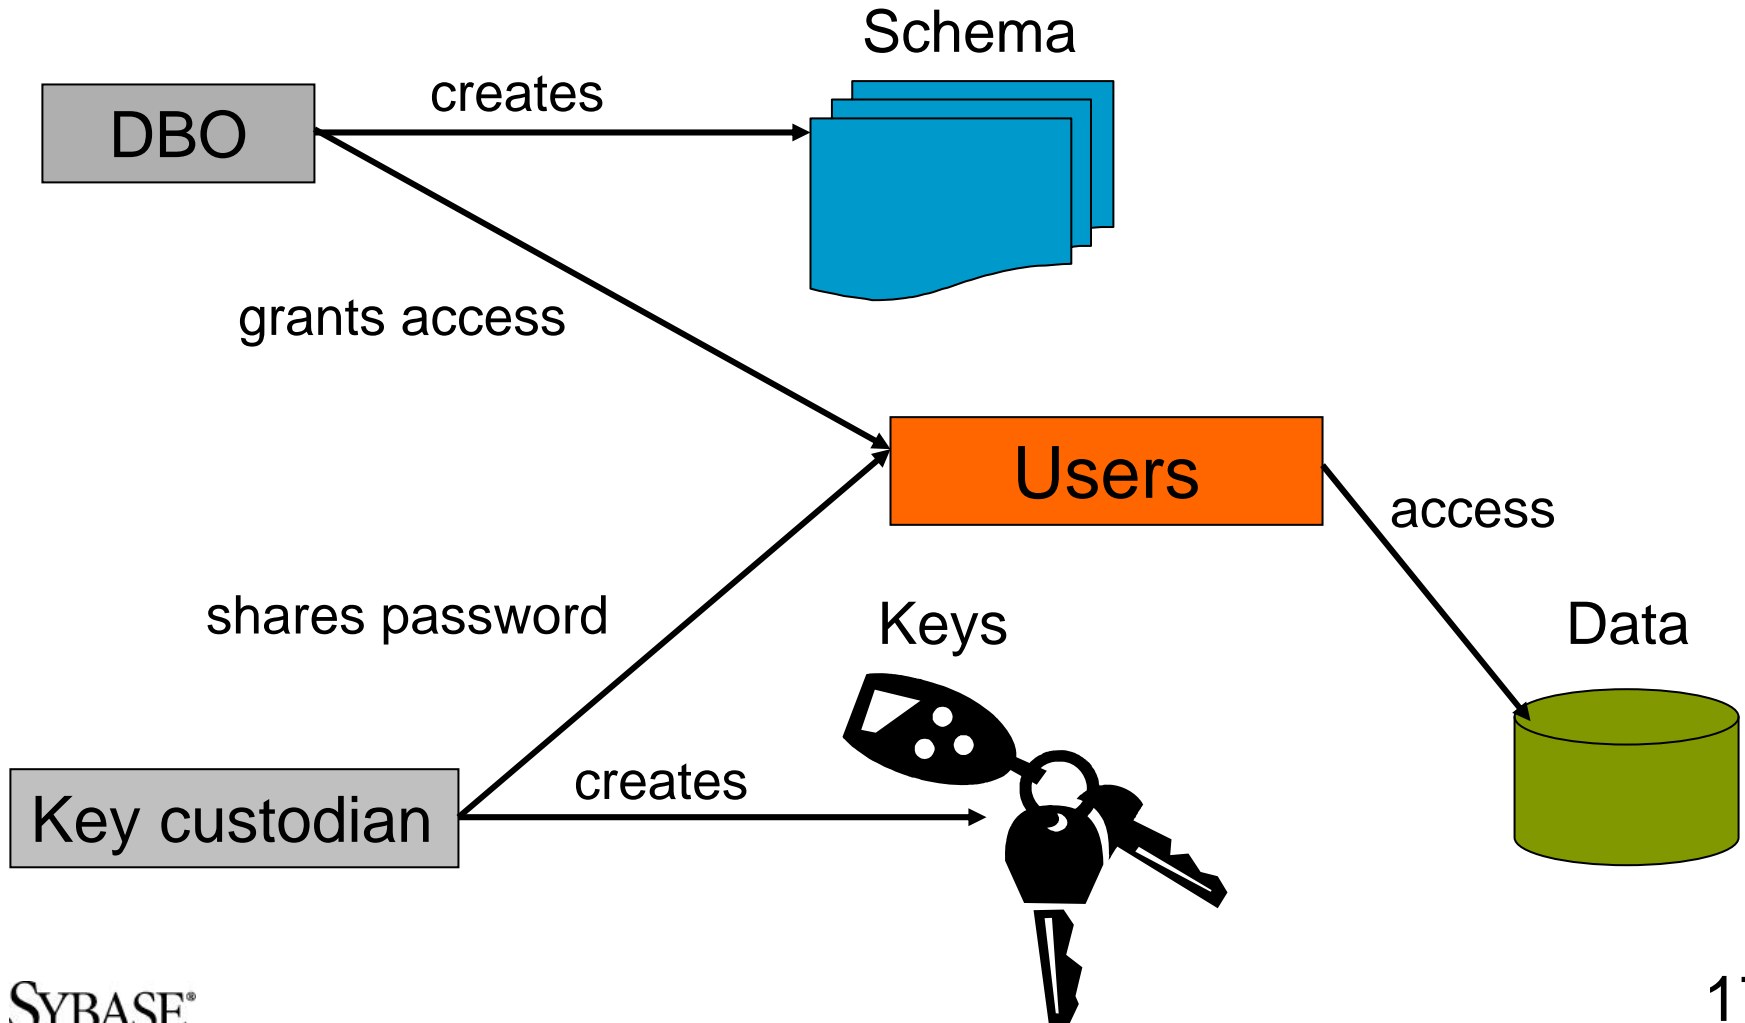 Schema
creates
DBO
grants access
Users
access
shares password
Keys
Data
creates
Key custodian
SYBASE®